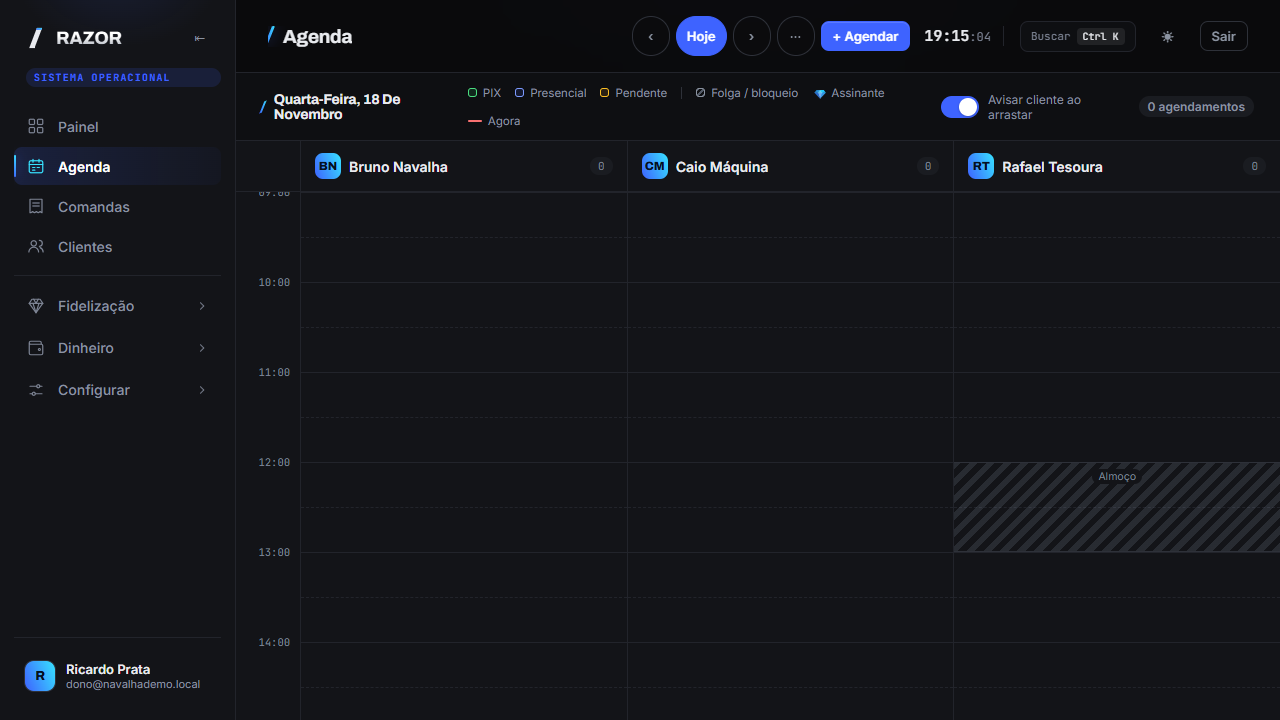 RAZOR
SISTEMA OPERACIONAL
Painel
Agenda
Comandas
Clientes
Fidelização
Dinheiro
Configurar
R
Ricardo Prata
dono@navalhademo.local
Agenda
Hoje
+ Agendar
19:15:04
Buscar Ctrl K
Sair
Quarta-Feira, 18 De
Novembro
PIX Presencial Pendente Folga / bloqueio Assinante
Agora
Avisar cliente ao
arrastar
0 agendamentos
BN Bruno Navalha 0
CM Caio Máquina 0
RT Rafael Tesoura 0
09:00
10:00
11:00
12:00
Almoço
13:00
14:00